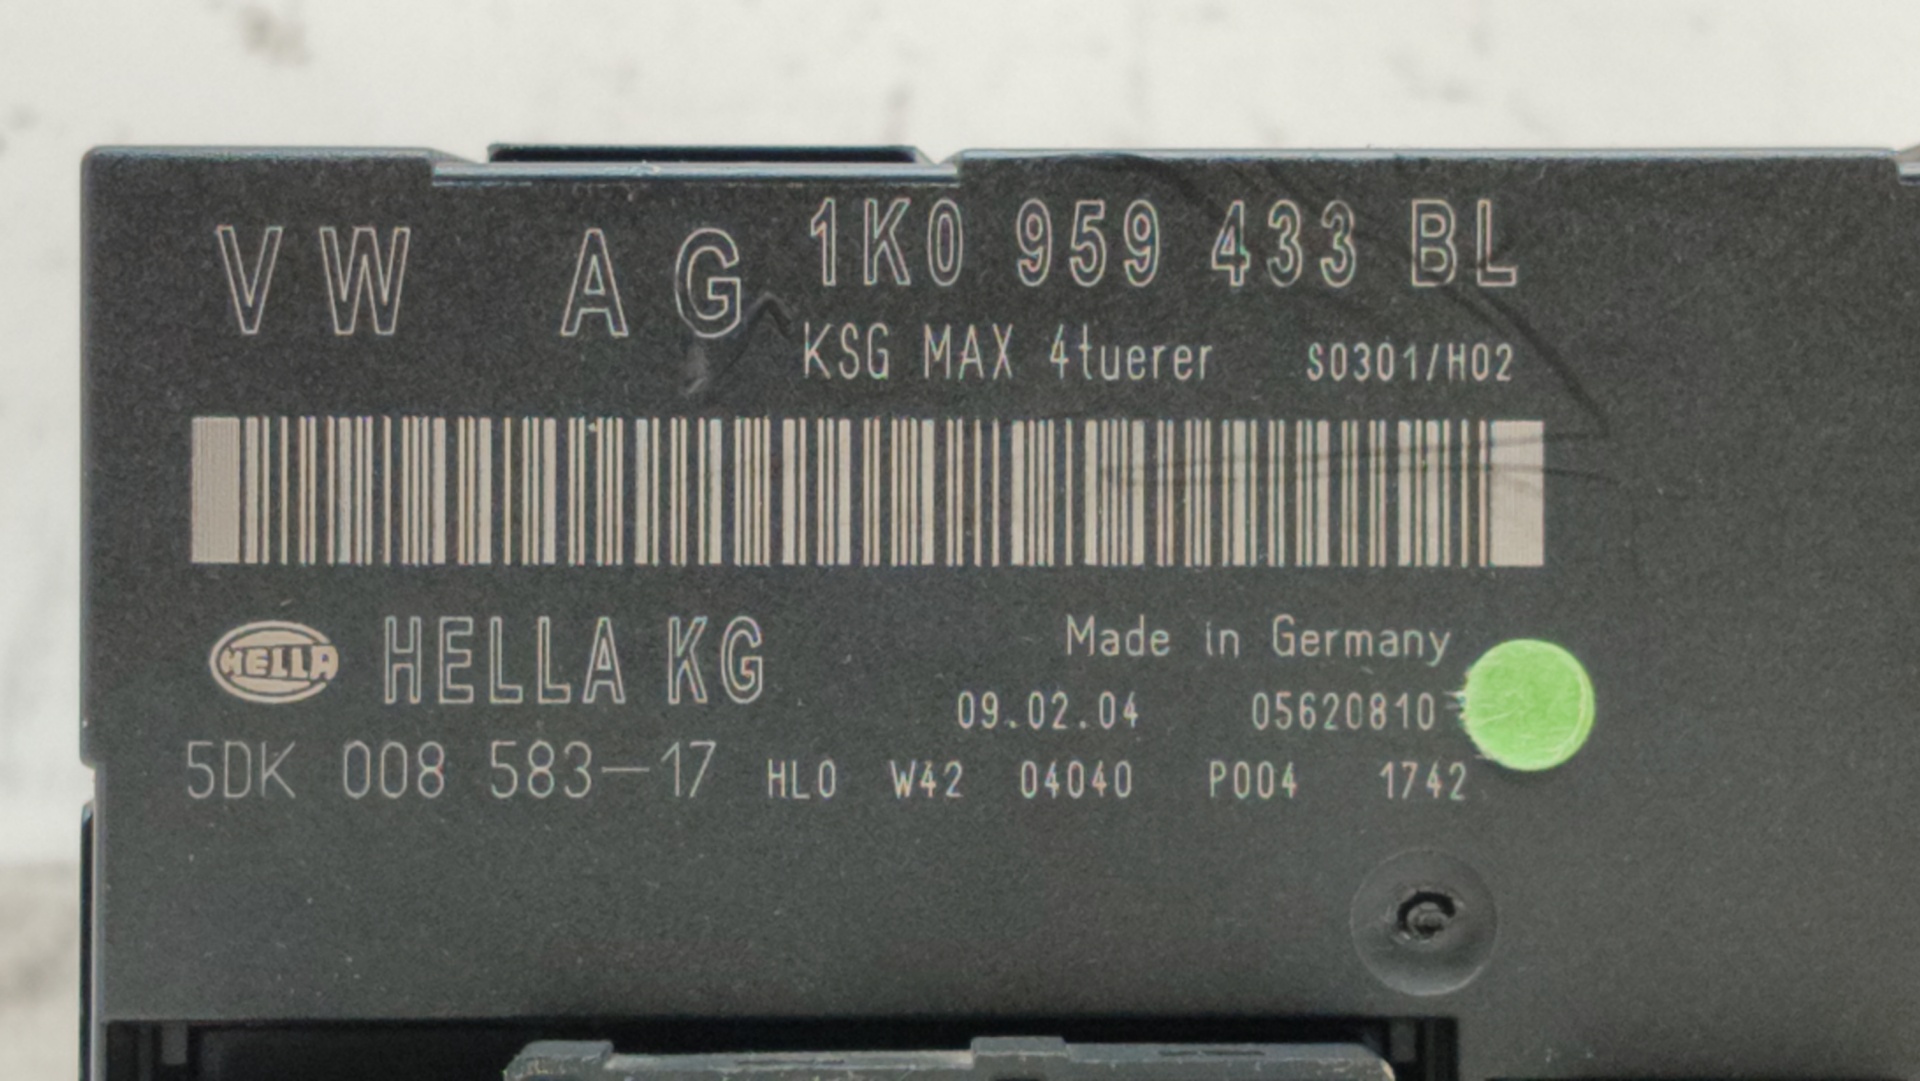 VW AG 1K0 959 433 BL
KSG MAX 4tuerer S0301/H02
HELLA HELLA KG
Made in Germany
09.02.04 05620810
5DK 008 583-17 HL0 W42 04040 P004 1742